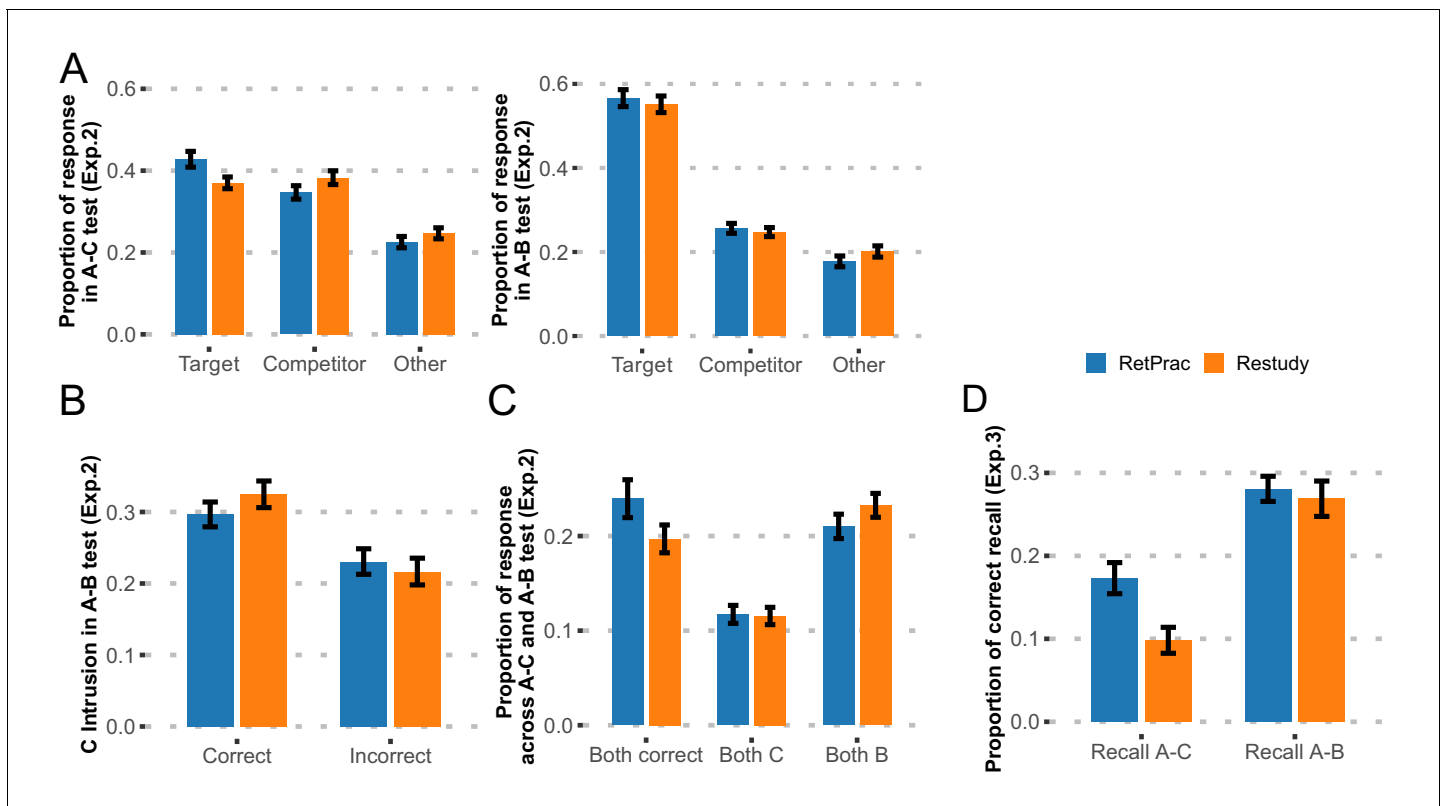 A
Proportion of response
in A-C test (Exp.2)
0.6
0.4
0.2
0.0
Target
Competitor
Other
Proportion of response
in A-B test (Exp.2)
0.6
0.4
0.2
0.0
Target
Competitor
Other
RetPrac
Restudy
B
C Intrusion in A-B test (Exp.2)
0.3
0.2
0.1
0.0
Correct
Incorrect
C
Proportion of response
across A-C and A-B test (Exp.2)
0.2
0.1
0.0
Both correct
Both C
Both B
D
Proportion of correct recall (Exp.3)
0.3
0.2
0.1
0.0
Recall A-C
Recall A-B